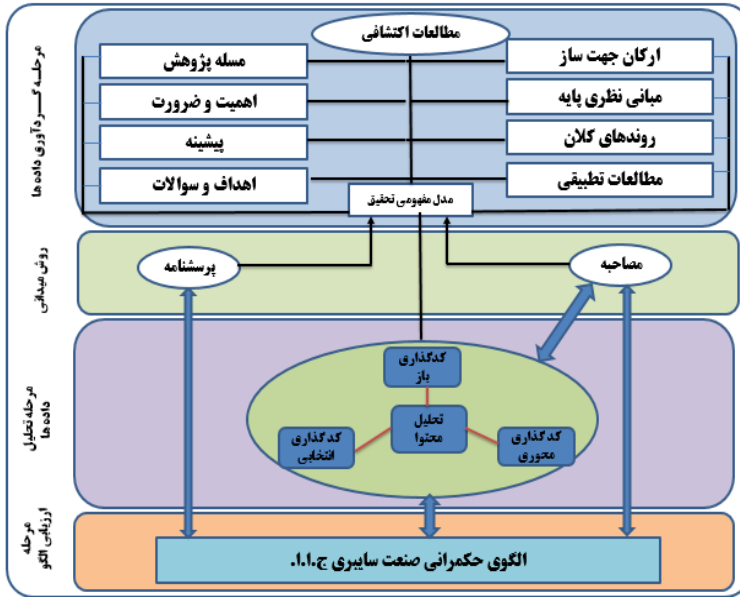 مرحلـه گـــردآوری داده ها
مطالعات اکتشافی
ارکان جهت ساز
مسله پژوهش
مبانی نظری پایه
اهمیت و ضرورت
روندهای کلان
پیشینه
مطالعات تطبیقی
اهداف و سوالات
مدل مفهومی تحقیق
روش میدانی
مصاحبه
پرسشنامه
مرحله تحلیل
داده ها
کدگذاری
باز
تحلیل
محتوا
کدگذاری
محوری
کدگذاری
انتخابی
مرحله
ارزیابی الگو
الگوی حکمرانی صنعت سایبری ج.ا.ا.